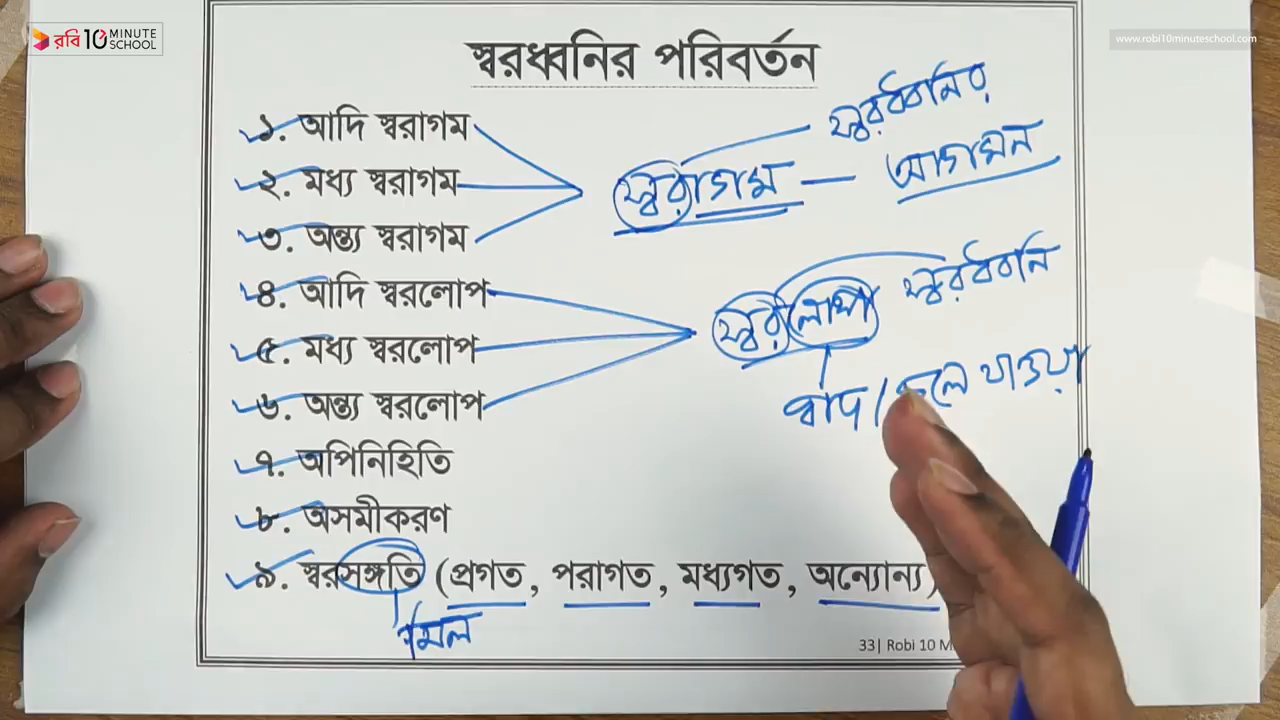 রবি 10 MINUTE SCHOOL
www.robi10minuteschool.com
স্বরধ্বনির পরিবর্তন
১. আদি স্বরাগম
২. মধ্য স্বরাগম
৩. অন্ত্য স্বরাগম
স্বরাগম — স্বরধ্বনির আগমন
৪. আদি স্বরলোপ
৫. মধ্য স্বরলোপ
৬. অন্ত্য স্বরলোপ
স্বরলোপ স্বরধ্বনি
বাদ / চলে যাওয়া
৭. অপিনিহিতি
৮. অসমীকরণ
৯. স্বরসঙ্গতি (প্রগত, পরাগত, মধ্যগত, অন্যোন্য)
মিল
33| Robi 10